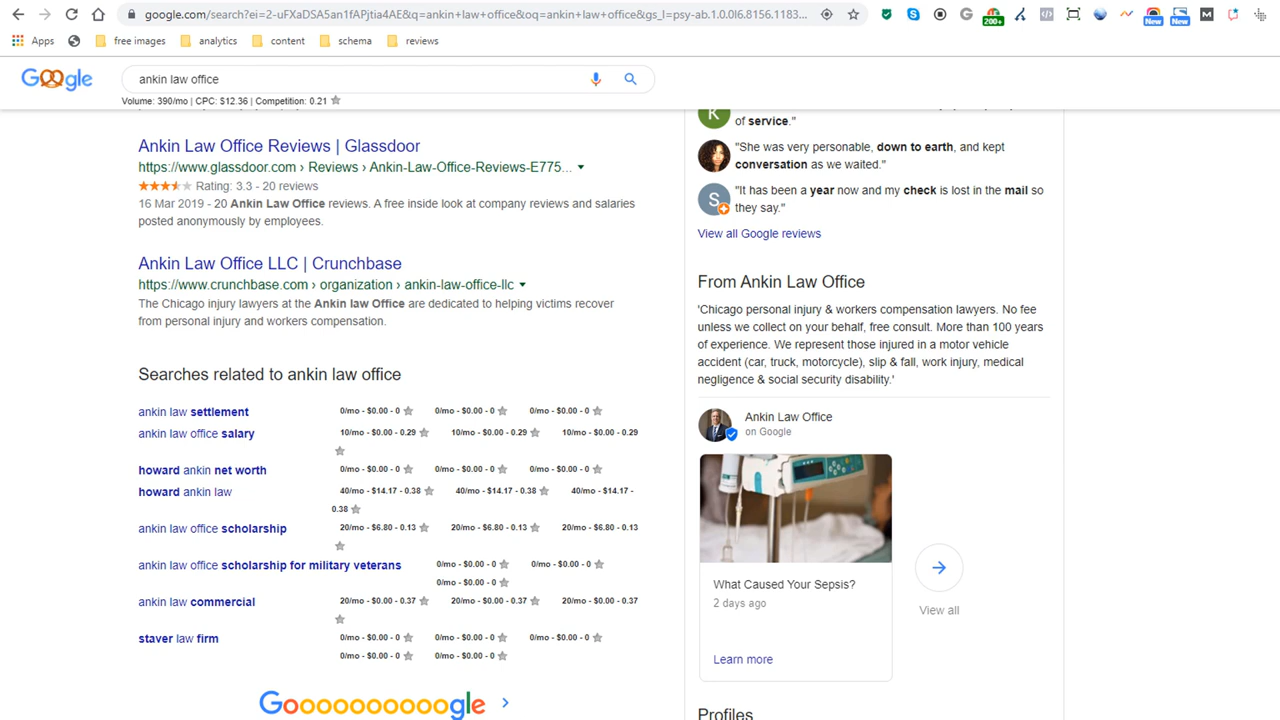 google.com/search?ei=2-uFXaDSA5an1fAPjtia4AE&q=ankin+law+office&oq=ankin+law+office&gs_l=psy-ab.1.0.0l6.8156.1183...
200+
New
New
Apps
free images
analytics
content
schema
reviews
Google
ankin law office
Volume: 390/mo | CPC: $12.36 | Competition: 0.21
Ankin Law Office Reviews | Glassdoor
https://www.glassdoor.com › Reviews › Ankin-Law-Office-Reviews-E775...
Rating: 3.3 - 20 reviews
16 Mar 2019 - 20 Ankin Law Office reviews. A free inside look at company reviews and salaries
posted anonymously by employees.
Ankin Law Office LLC | Crunchbase
https://www.crunchbase.com › organization › ankin-law-office-llc
The Chicago injury lawyers at the Ankin law Office are dedicated to helping victims recover
from personal injury and workers compensation.
Searches related to ankin law office
ankin law settlement 0/mo - $0.00 - 0 0/mo - $0.00 - 0 0/mo - $0.00 - 0
ankin law office salary 10/mo - $0.00 - 0.29 10/mo - $0.00 - 0.29 10/mo - $0.00 - 0.29
howard ankin net worth 0/mo - $0.00 - 0 0/mo - $0.00 - 0 0/mo - $0.00 - 0
howard ankin law 40/mo - $14.17 - 0.38 40/mo - $14.17 - 0.38 40/mo - $14.17 -
0.38
ankin law office scholarship 20/mo - $6.80 - 0.13 20/mo - $6.80 - 0.13 20/mo - $6.80 - 0.13
ankin law office scholarship for military veterans 0/mo - $0.00 - 0 0/mo - $0.00 - 0
0/mo - $0.00 - 0
ankin law commercial 20/mo - $0.00 - 0.37 20/mo - $0.00 - 0.37 20/mo - $0.00 - 0.37
staver law firm 0/mo - $0.00 - 0 0/mo - $0.00 - 0 0/mo - $0.00 - 0
0/mo - $0.00 - 0 0/mo - $0.00 - 0
Goooooooooogle
K
of service."
"She was very personable, down to earth, and kept
conversation as we waited."
S
"It has been a year now and my check is lost in the mail so
they say."
View all Google reviews
From Ankin Law Office
'Chicago personal injury & workers compensation lawyers. No fee
unless we collect on your behalf, free consult. More than 100 years
of experience. We represent those injured in a motor vehicle
accident (car, truck, motorcycle), slip & fall, work injury, medical
negligence & social security disability.'
Ankin Law Office
on Google
What Caused Your Sepsis?
2 days ago
Learn more
View all
Profiles